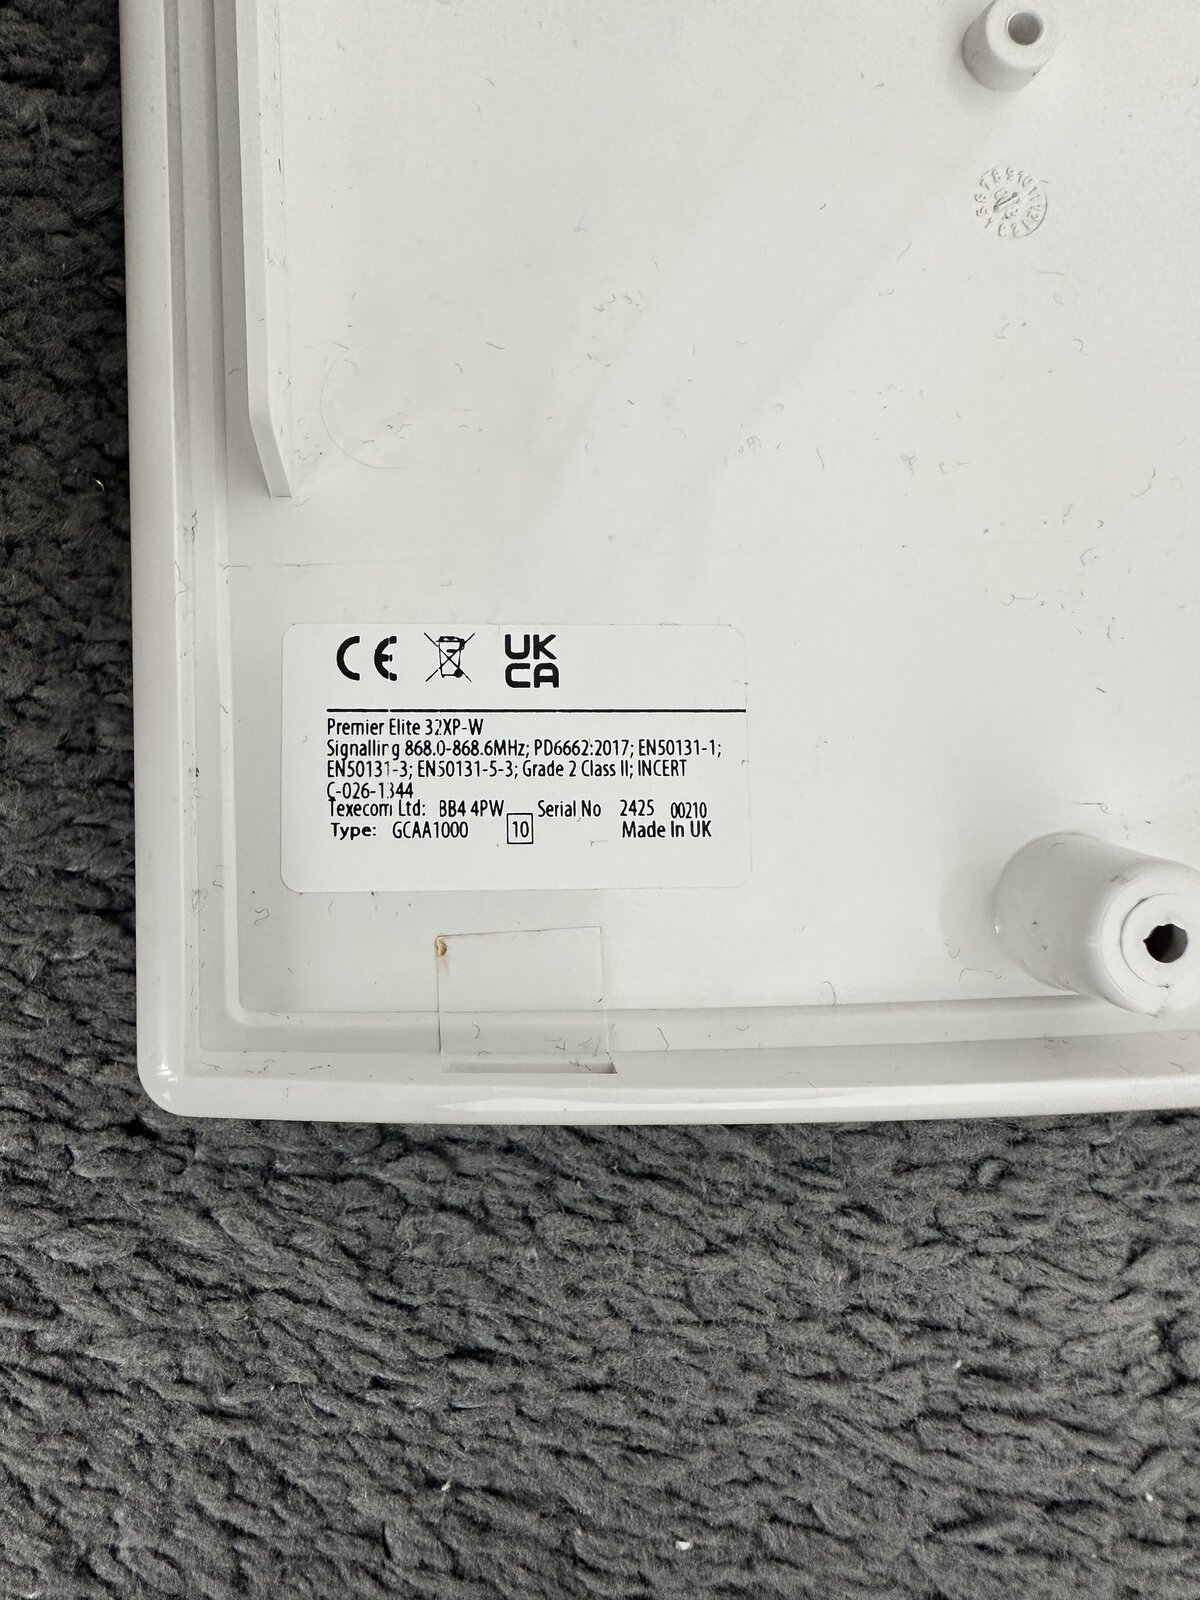 CE UK
CA
Premier Elite 32XP-W
Signalling 868.0-868.6MHz; PD6662:2017; EN50131-1;
EN50131-3; EN50131-5-3; Grade 2 Class II; INCERT
C-026-1344
Texecom Ltd: BB4 4PW Serial No 2425 00210
Type: GCAA1000 10 Made In UK